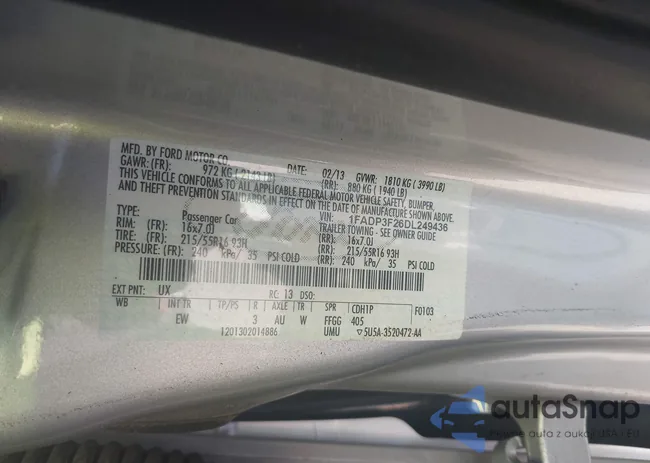 MFD. BY FORD MOTOR CO.
DATE: 02/13 GVWR: 1810 KG ( 3990 LB)
GAWR: (FR): 972 KG ( 2142 LB) (RR): 880 KG ( 1940 LB)
THIS VEHICLE CONFORMS TO ALL APPLICABLE FEDERAL MOTOR VEHICLE SAFETY, BUMPER,
AND THEFT PREVENTION STANDARDS IN EFFECT ON THE DATE OF MANUFACTURE SHOWN ABOVE.
VIN: 1FADP3F26DL249436
TYPE: Passenger Car TRAILER TOWING - SEE OWNER GUIDE
RIM: (FR): 16x7.0J (RR): 16x7.0J
TIRE: (FR): 215/55R16 93H (RR): 215/55R16 93H
PRESSURE: (FR): 240 kPa/ 35 PSI COLD (RR): 240 kPa/ 35 PSI COLD
EXT PNT: UX RC: 13 DSO: F0103
WB INT TR TP/PS R AXLE TR SPR CDH1P
EW 3 AU W FFGG 405
1201302014886 UMU 5U5A-3520472-AA
autaSnap